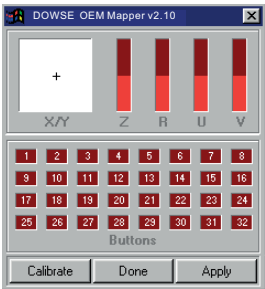 DOWSE OEM Mapper v2.10
X/Y Z R U V
1 2 3 4 5 6 7 8
9 10 11 12 13 14 15 16
17 18 19 20 21 22 23 24
25 26 27 28 29 30 31 32
Buttons
Calibrate Done Apply